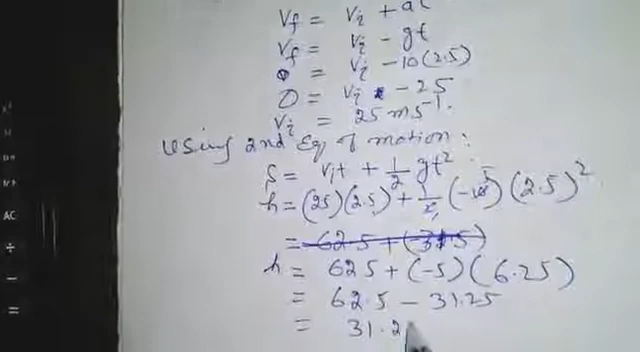 Vf = Vi + at
Vf = Vi - gt
0 = Vi - 10(2.5)
0 = Vi - 25
Vi = 25 ms-1.
Using 2nd Eq of motion:
S = Vit + 1/2 gt²
h = (25)(2.5) + 1/2 (-10)5 (2.5)²
= 62.5 + (-31.5)
h = 62.5 + (-5)(6.25)
= 62.5 - 31.25
= 31.2
AC
÷
-
=